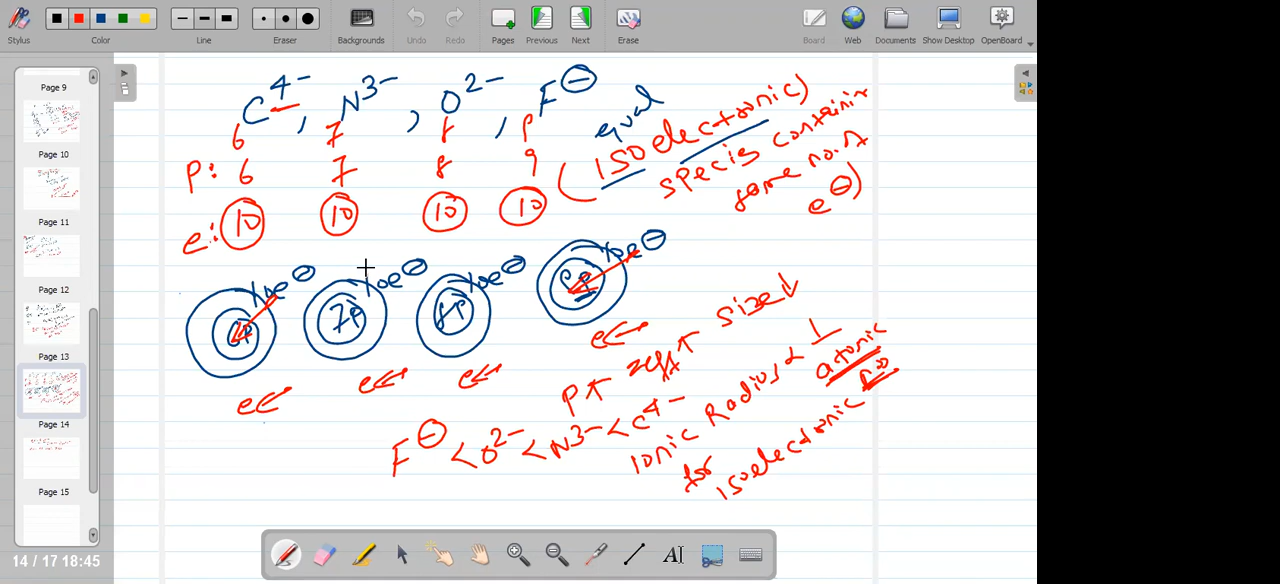 Stylus
Color
Line
Eraser
Backgrounds
Undo
Redo
Pages
Previous
Next
Erase
Board
Web
Documents
Show Desktop
OpenBoard
Page 9
Page 10
Page 11
Page 12
Page 13
Page 14
Page 15
14 / 17 18:45
C⁴⁻, N³⁻, O²⁻, F⊖
6 7 8 9
P: 6 7 8 9
e: 10 10 10 10
equal
(isoelectronic)
species containing
same no. of
e⊖)
10e⊖ 10e⊖ 10e⊖ 10e⊖
6P 7P 8P 9P
e e e e
P↑ Zeff↑ size↓
F⊖ < O²⁻ < N³⁻ < C⁴⁻
Ionic Radius α 1
atomic
no
for
isoelectronic